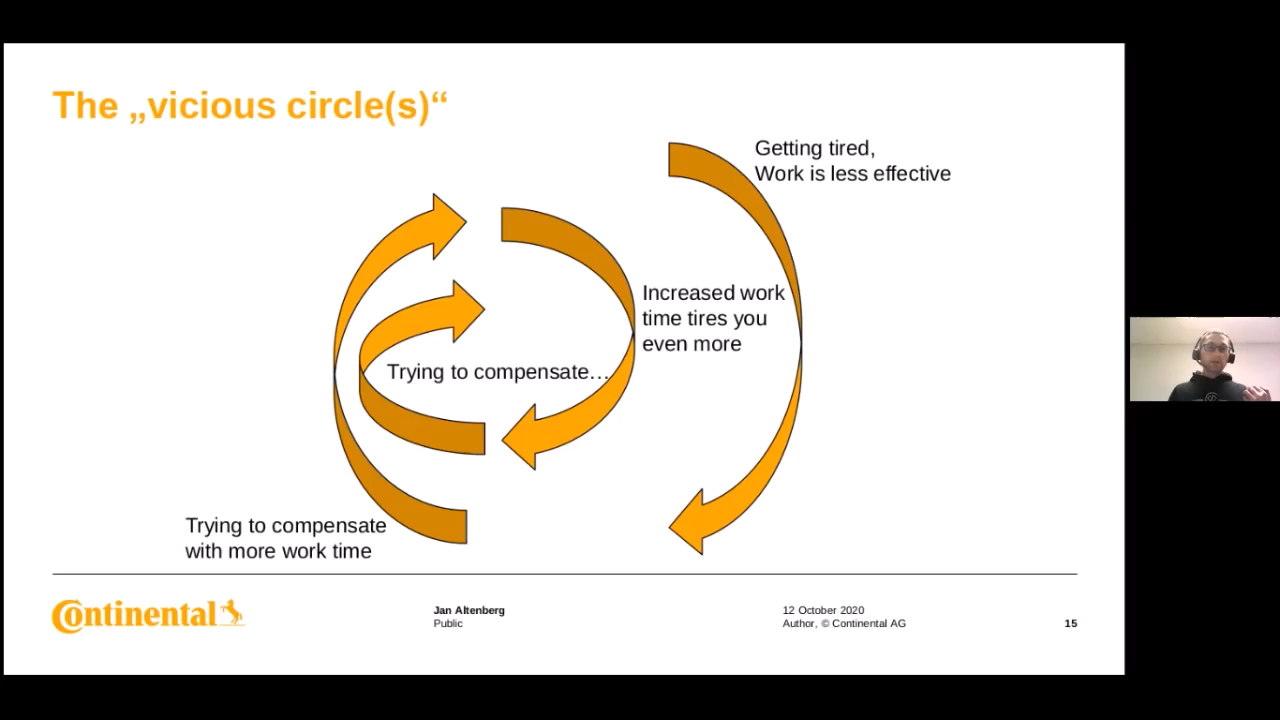 The „vicious circle(s)“
Getting tired,
Work is less effective
Increased work
time tires you
even more
Trying to compensate…
Trying to compensate
with more work time
Continental
Jan Altenberg
Public
12 October 2020
Author, © Continental AG
15